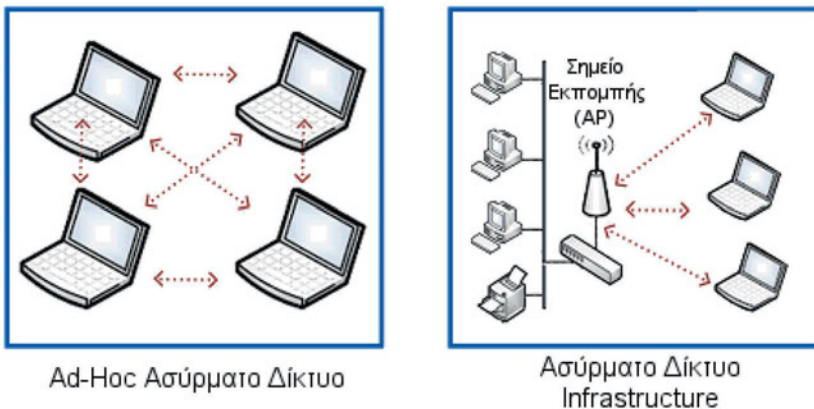 Σημείο
Εκπομπής
(AP)
Ad-Hoc Ασύρματο Δίκτυο
Ασύρματο Δίκτυο
Infrastructure